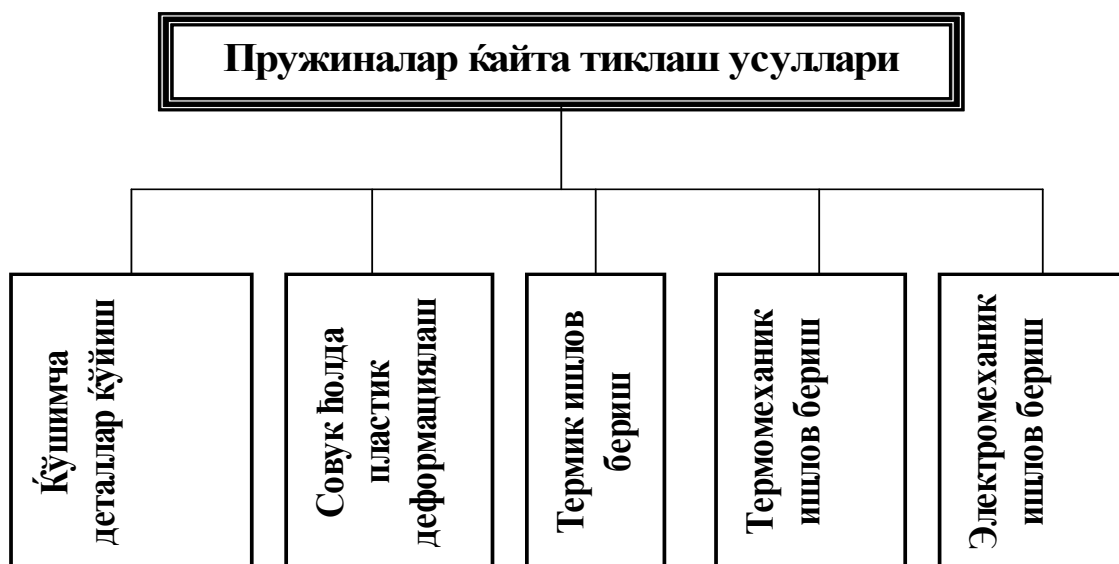 Пружиналар ќайта тиклаш усуллари
Ќўшимча
деталлар ќўйиш
Совук ћолда
пластик
деформациялаш
Термик ишлов
бериш
Термомеханик
ишлов бериш
Электромеханик
ишлов бериш